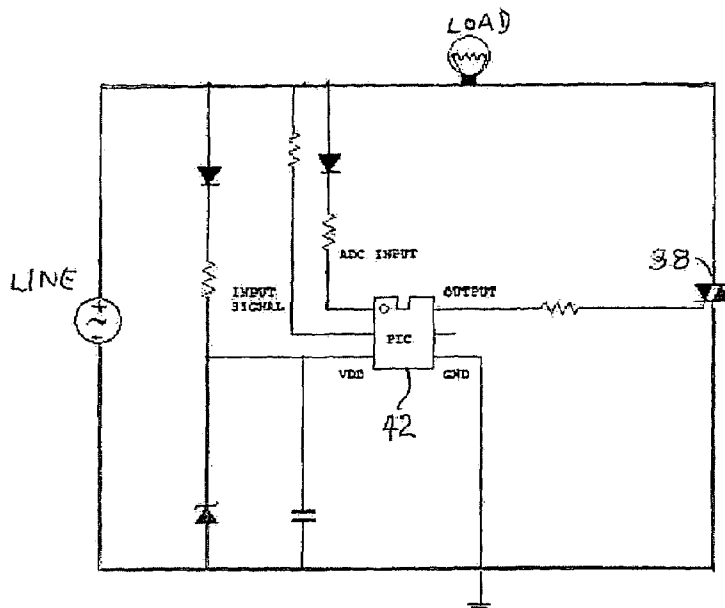 LOAD
38
ADC INPUT
LINE
INPUT
SIGNAL
OUTPUT
+
~
-
PIC
VDD
GND
42